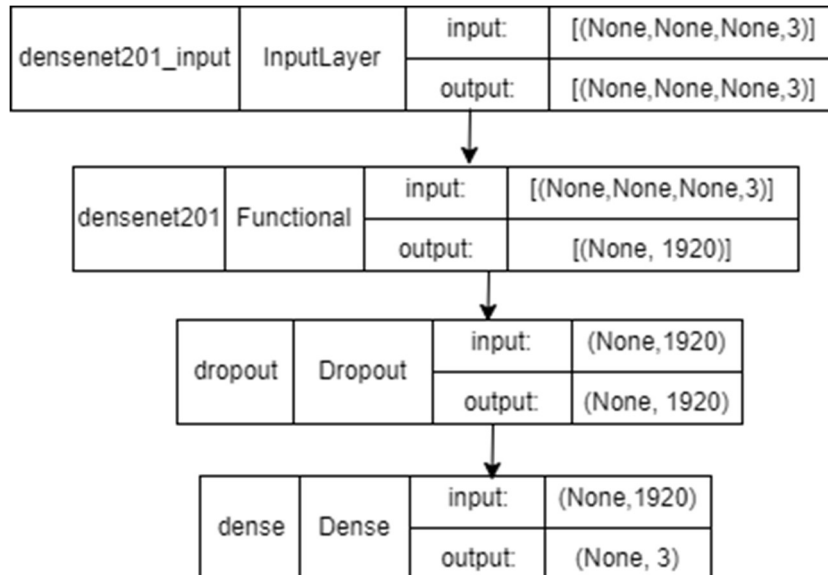 densenet201_input InputLayer input: [(None,None,None,3)]
output: [(None,None,None,3)]
densenet201 Functional input: [(None,None,None,3)]
output: [(None, 1920)]
dropout Dropout input: (None,1920)
output: (None, 1920)
dense Dense input: (None,1920)
output: (None, 3)